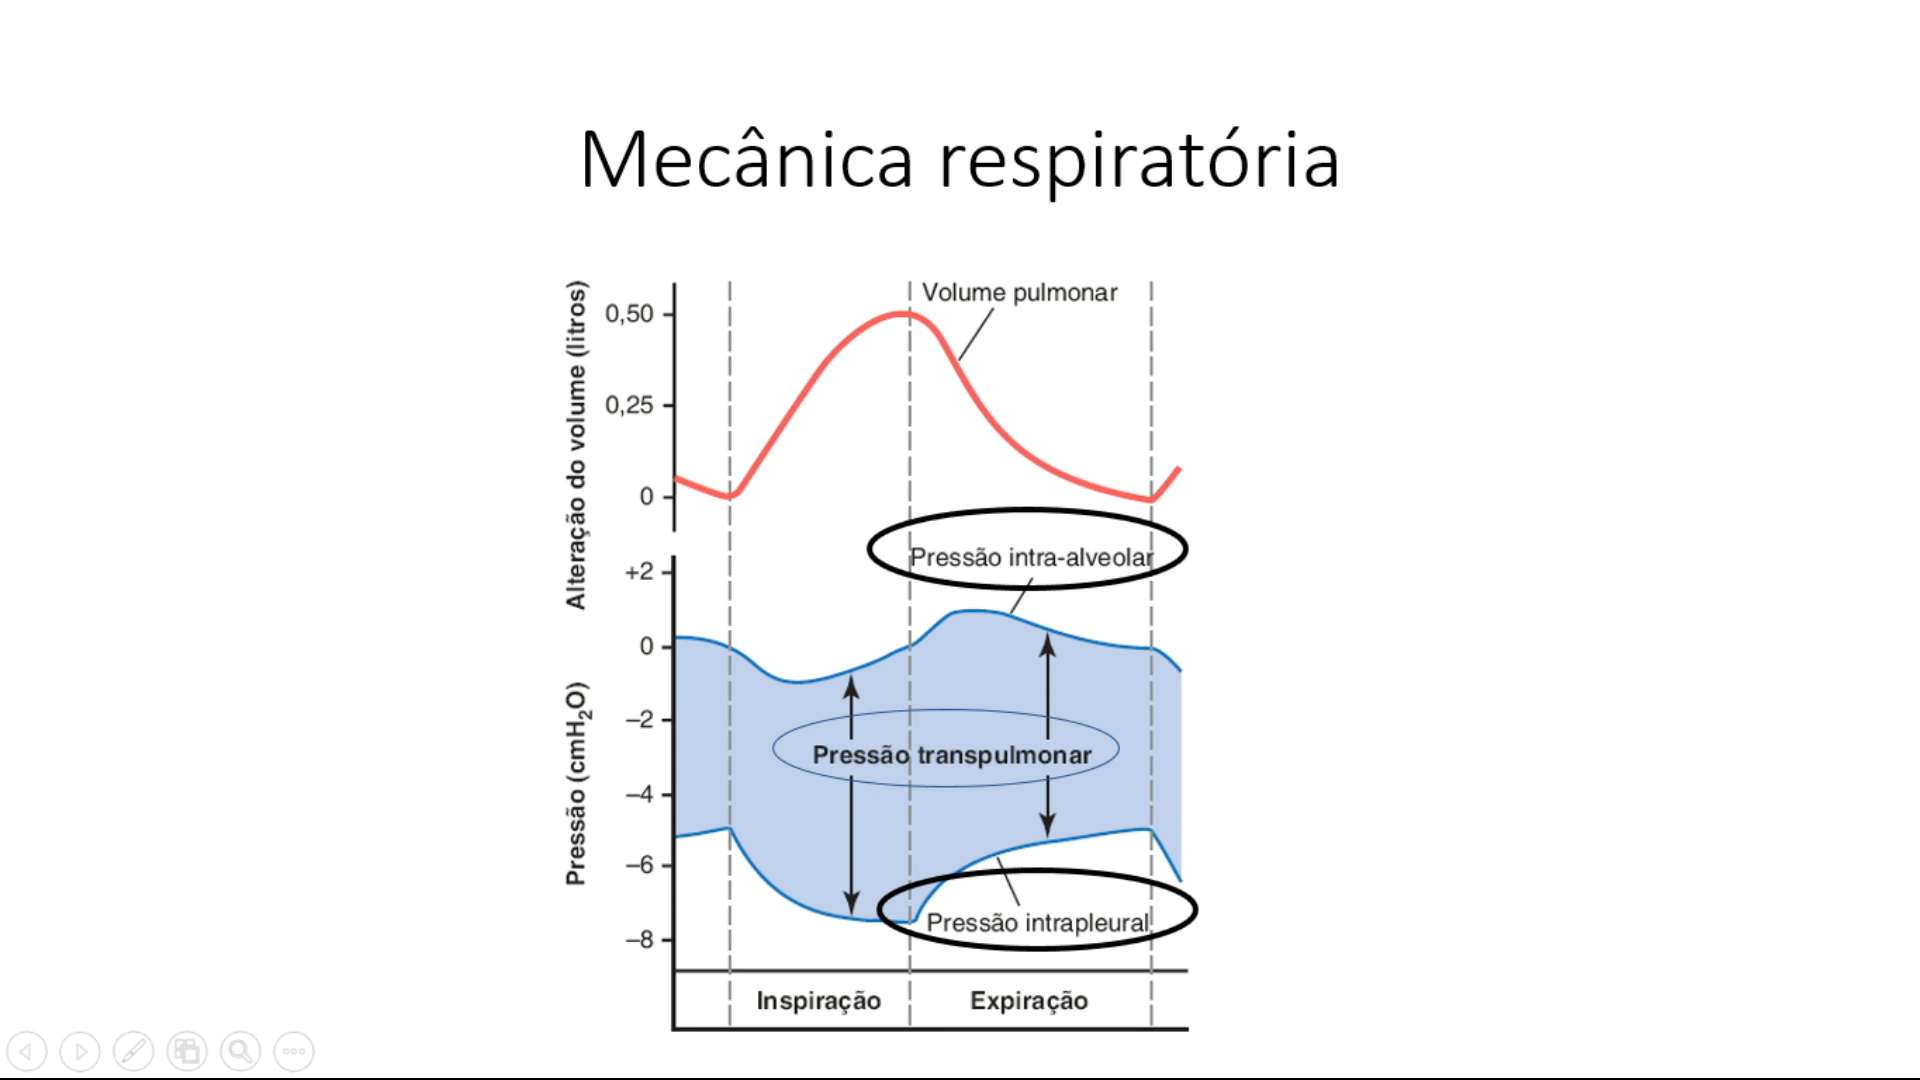 Mecânica respiratória
Alteração do volume (litros)
0,50
0,25
0
Volume pulmonar
Pressão (cmH₂O)
+2
0
–2
–4
–6
–8
Pressão intra-alveolar
Pressão transpulmonar
Pressão intrapleural
Inspiração
Expiração